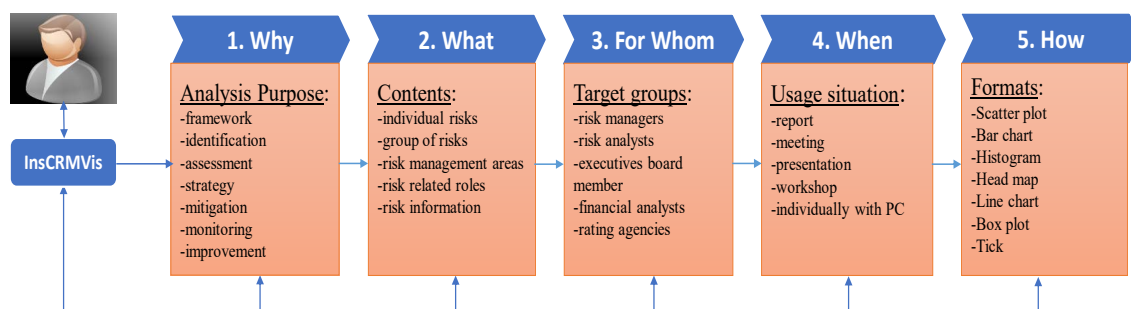 1. Why
2. What
3. For Whom
4. When
5. How
InsCRMVis
Analysis Purpose:
-framework
-identification
-assessment
-strategy
-mitigation
-monitoring
-improvement
Contents:
-individual risks
-group of risks
-risk management areas
-risk related roles
-risk information
Target groups:
-risk managers
-risk analysts
-executives board
member
-financial analysts
-rating agencies
Usage situation:
-report
-meeting
-presentation
-workshop
-individually with PC
Formats:
-Scatter plot
-Bar chart
-Histogram
-Head map
-Line chart
-Box plot
-Tick